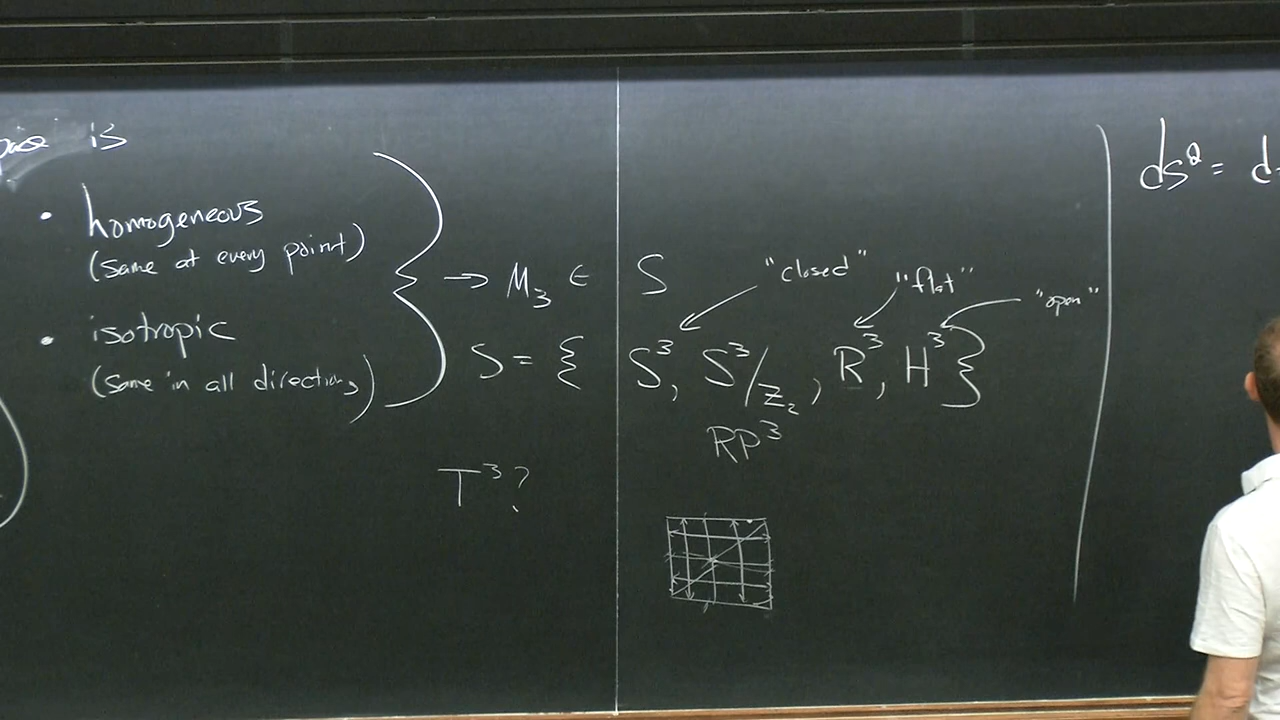 is
• homogeneous
(same at every point)
• isotropic
(same in all directions)
→ M₃ ∈ S
"closed" "flat" "open"
S = { S³, S³/Z₂, R³, H³ }
RP³
T³?
ds² = d